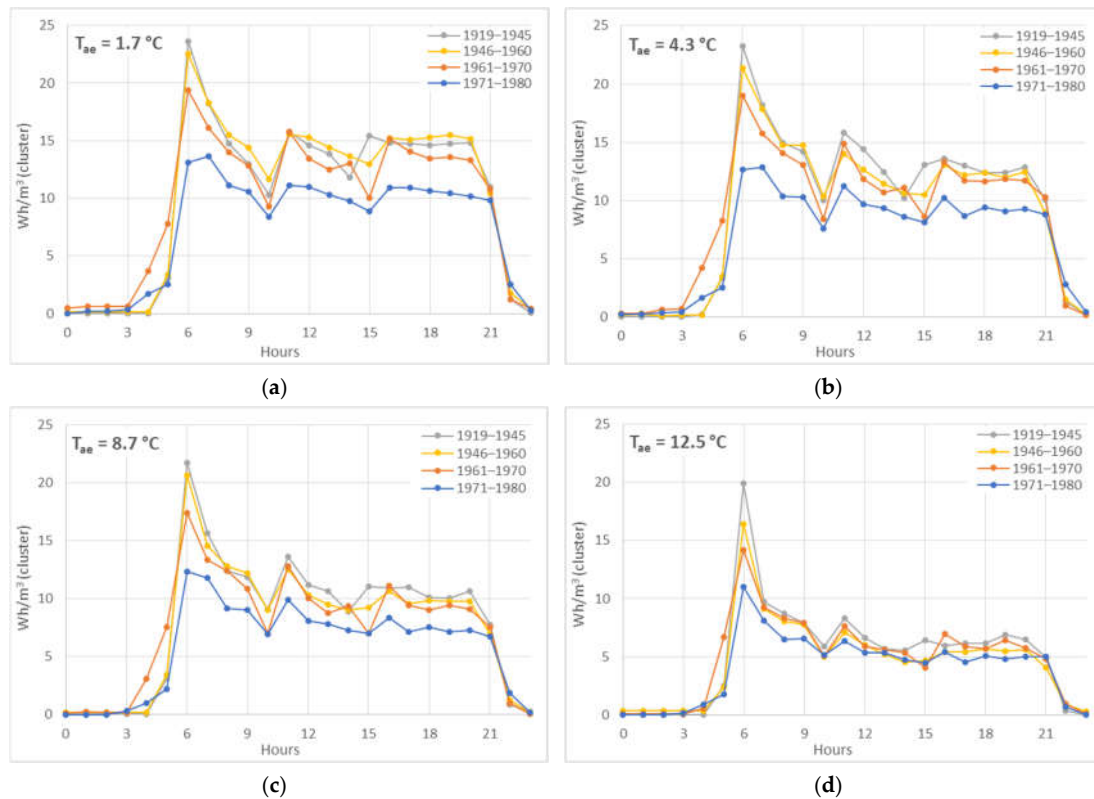 T_ae = 1.7 °C
1919–1945
1946–1960
1961–1970
1971–1980
Wh/m³ (cluster)
25
20
15
10
5
0
0 3 6 9 12 15 18 21
Hours
(a)
T_ae = 4.3 °C
1919–1945
1946–1960
1961–1970
1971–1980
Wh/m³ (cluster)
25
20
15
10
5
0
0 3 6 9 12 15 18 21
Hours
(b)
T_ae = 8.7 °C
1919–1945
1946–1960
1961–1970
1971–1980
Wh/m³ (cluster)
25
20
15
10
5
0
0 3 6 9 12 15 18 21
Hours
(c)
T_ae = 12.5 °C
1919–1945
1946–1960
1961–1970
1971–1980
Wh/m³ (cluster)
25
20
15
10
5
0
0 3 6 9 12 15 18 21
Hours
(d)